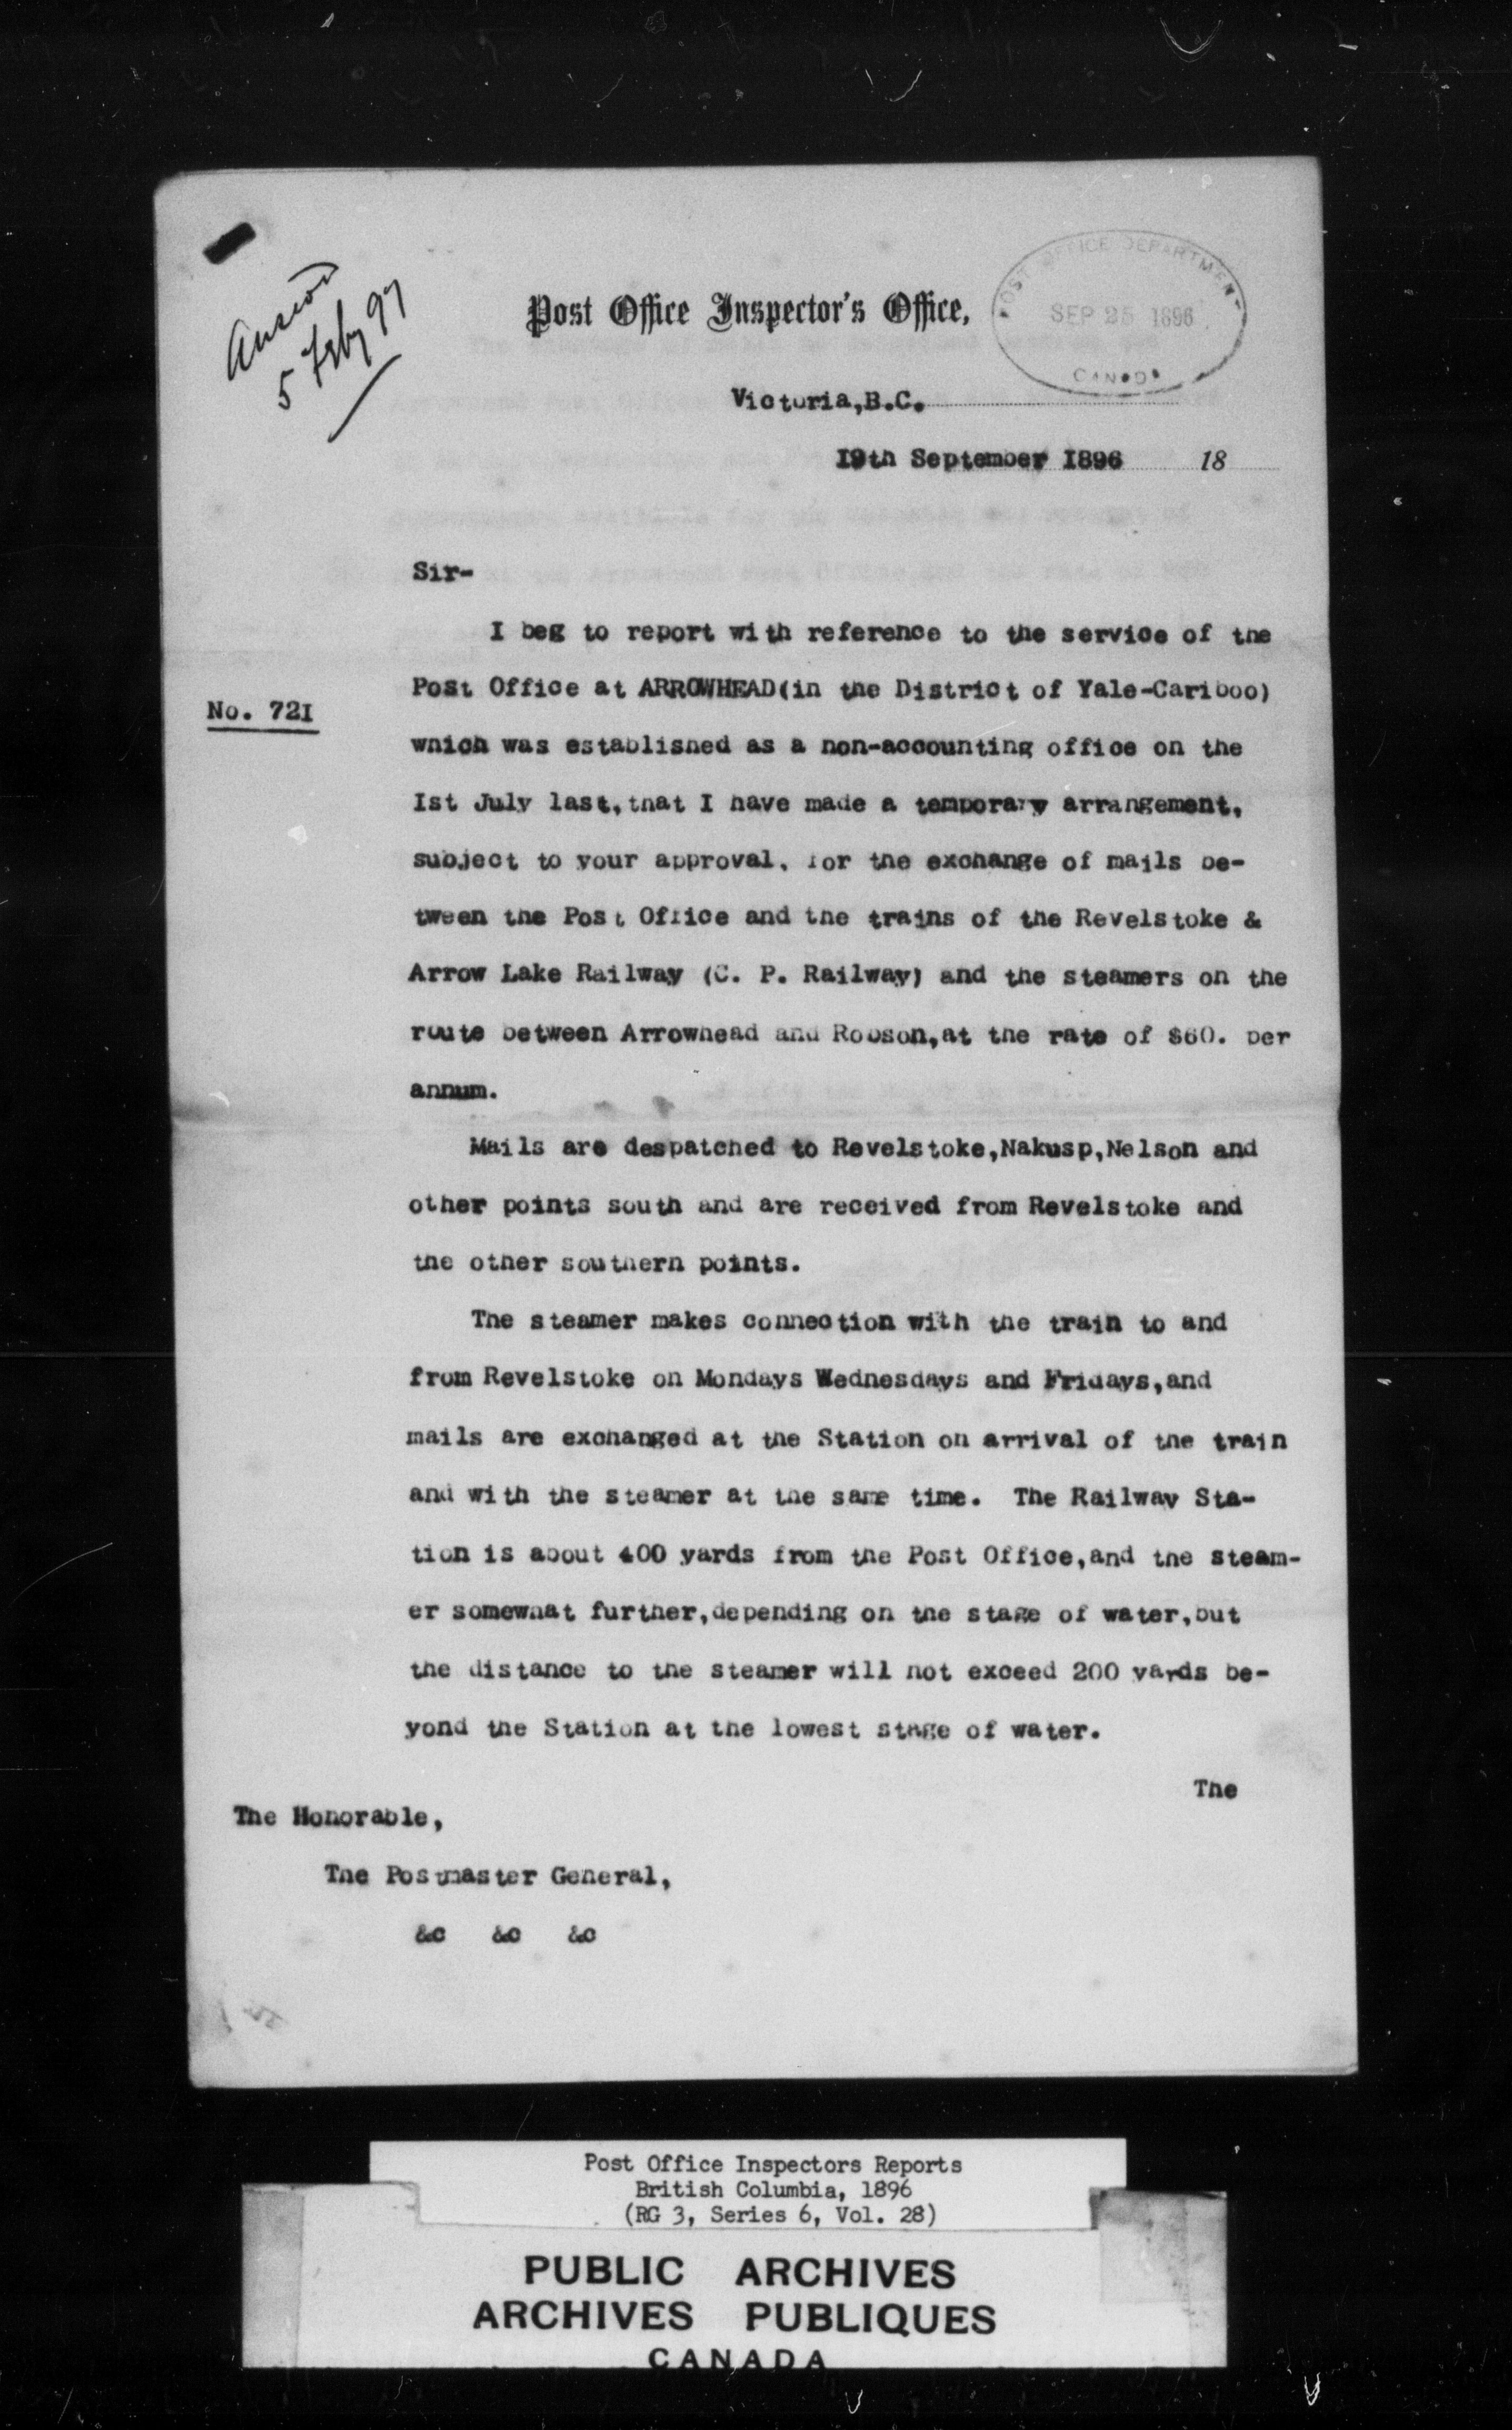 5 Feby 97
Post Office Inspector's Office,
POST OFFICE DEPARTMENT
SEP 25 1896
CANADA
Victoria,B.C.
19th September 1896 18
Sir-
I beg to report with reference to the service of the
Post Office at ARROWHEAD(in the District of Yale-Cariboo)
No. 72I
which was established as a non-accounting office on the
Ist July last,that I have made a temporary arrangement,
subject to your approval, for the exchange of mails be-
tween the Post Office and the trains of the Revelstoke &
Arrow Lake Railway (C. P. Railway) and the steamers on the
route between Arrowhead and Robson,at the rate of $60. per
annum.
Mails are despatched to Revelstoke,Nakusp,Nelson and
other points south and are received from Revelstoke and
the other southern points.
The steamer makes connection with the train to and
from Revelstoke on Mondays Wednesdays and Fridays,and
mails are exchanged at the Station on arrival of the train
and with the steamer at the same time. The Railway Sta-
tion is about 400 yards from the Post Office,and the steam-
er somewhat further,depending on the stage of water,but
the distance to the steamer will not exceed 200 yards be-
yond the Station at the lowest stage of water.
The
The Honorable,
The Postmaster General,
&c &c &c
Post Office Inspectors Reports
British Columbia, 1896
(RG 3, Series 6, Vol. 28)
PUBLIC ARCHIVES
ARCHIVES PUBLIQUES
CANADA